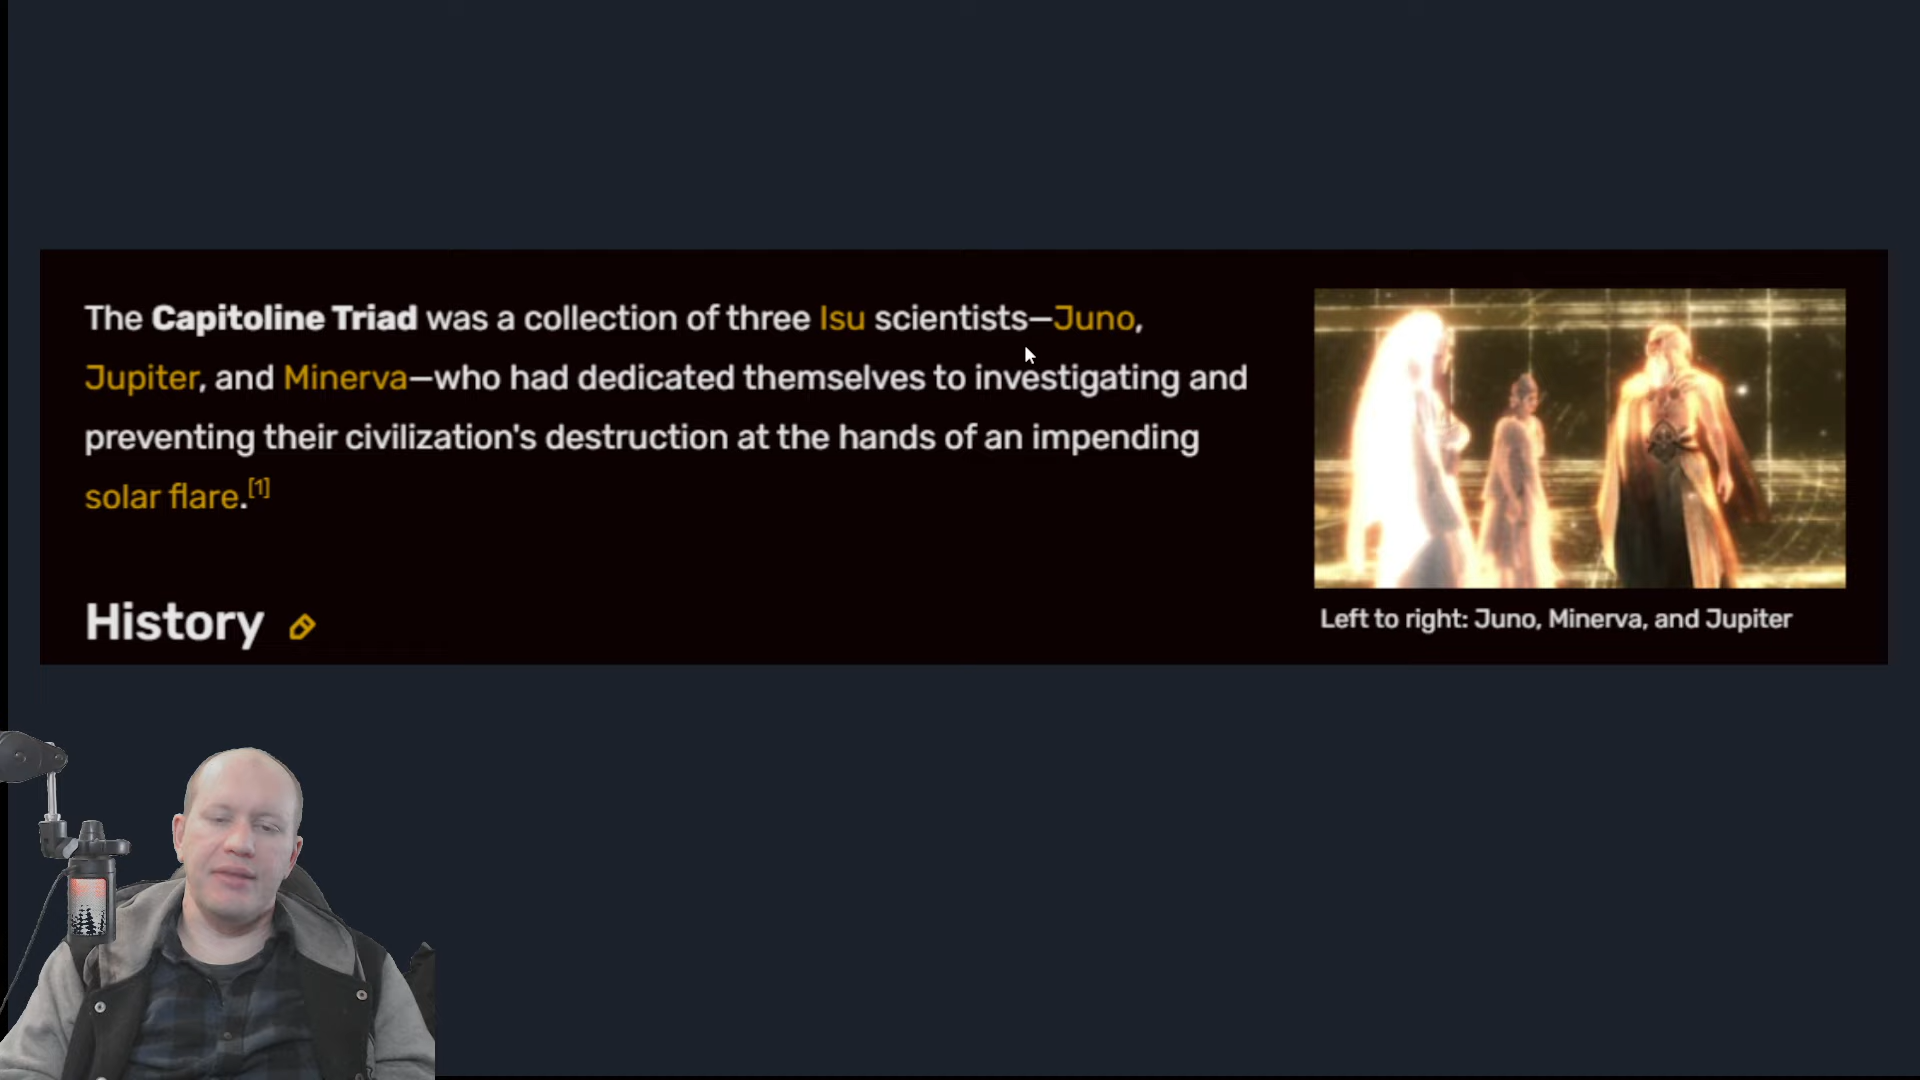 The Capitoline Triad was a collection of three Isu scientists—Juno,
Jupiter, and Minerva—who had dedicated themselves to investigating and
preventing their civilization's destruction at the hands of an impending
solar flare.[1]
History
Left to right: Juno, Minerva, and Jupiter